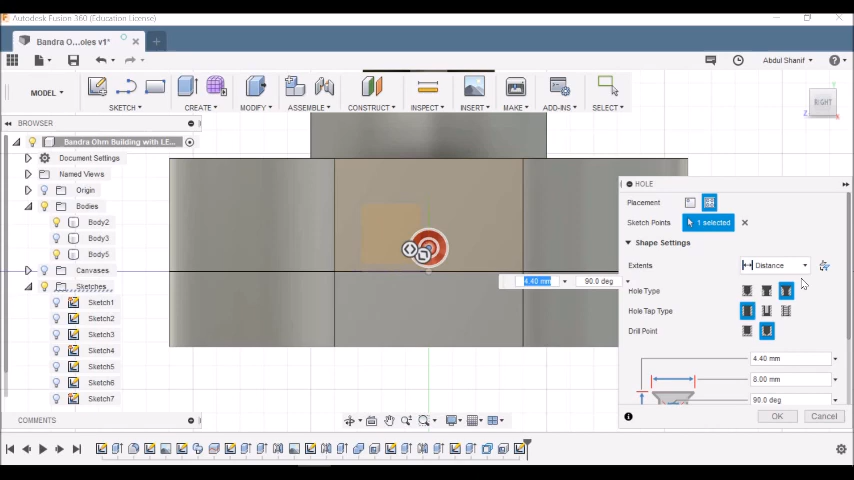 Autodesk Fusion 360 (Education License)
Bandra O...oles v1*
Abdul Shanif
MODEL
SKETCH
CREATE
MODIFY
ASSEMBLE
CONSTRUCT
INSPECT
INSERT
MAKE
ADD-INS
SELECT
BROWSER
RIGHT
Z
Bandra Ohm Building with LE...
Document Settings
Named Views
Origin
Bodies
Body2
Body3
Body5
Canvases
Sketches
Sketch1
Sketch2
Sketch3
Sketch4
Sketch5
Sketch6
Sketch7
4.40 mm
90.0 deg
HOLE
Placement
Sketch Points
1 selected
Shape Settings
Extents
Distance
Hole Type
Hole Tap Type
Drill Point
4.40 mm
8.00 mm
90.0 deg
OK
Cancel
COMMENTS